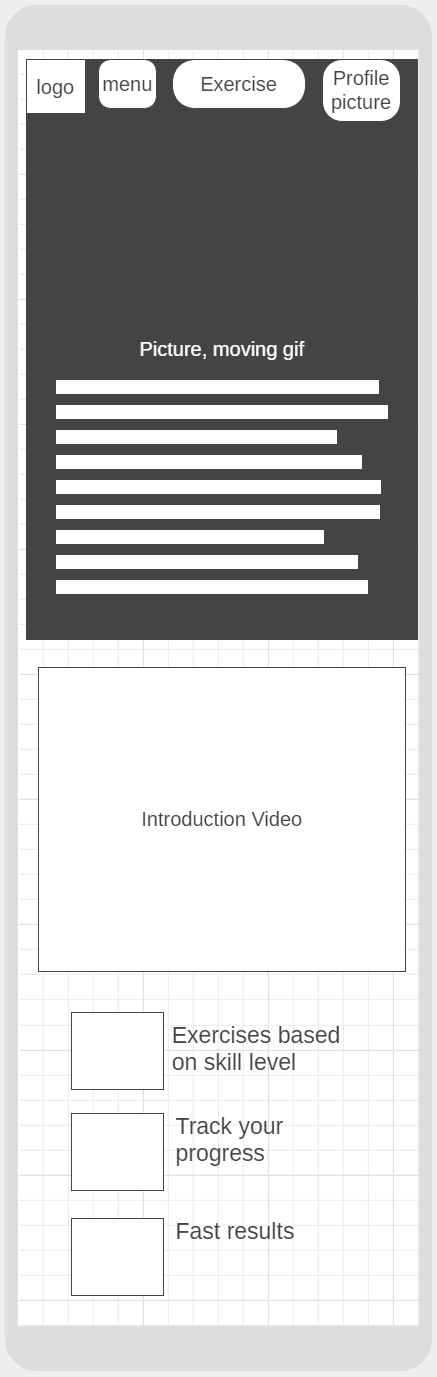 logo
menu
Exercise
Profile
picture
Picture, moving gif
Introduction Video
Exercises based
on skill level
Track your
progress
Fast results